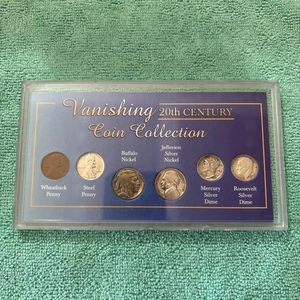 Vanishing 20th CENTURY
Coin Collection
Buffalo
Nickel
Jefferson
Silver
Nickel
Wheatback
Penny
Steel
Penny
Mercury
Silver
Dime
Roosevelt
Silver
Dime